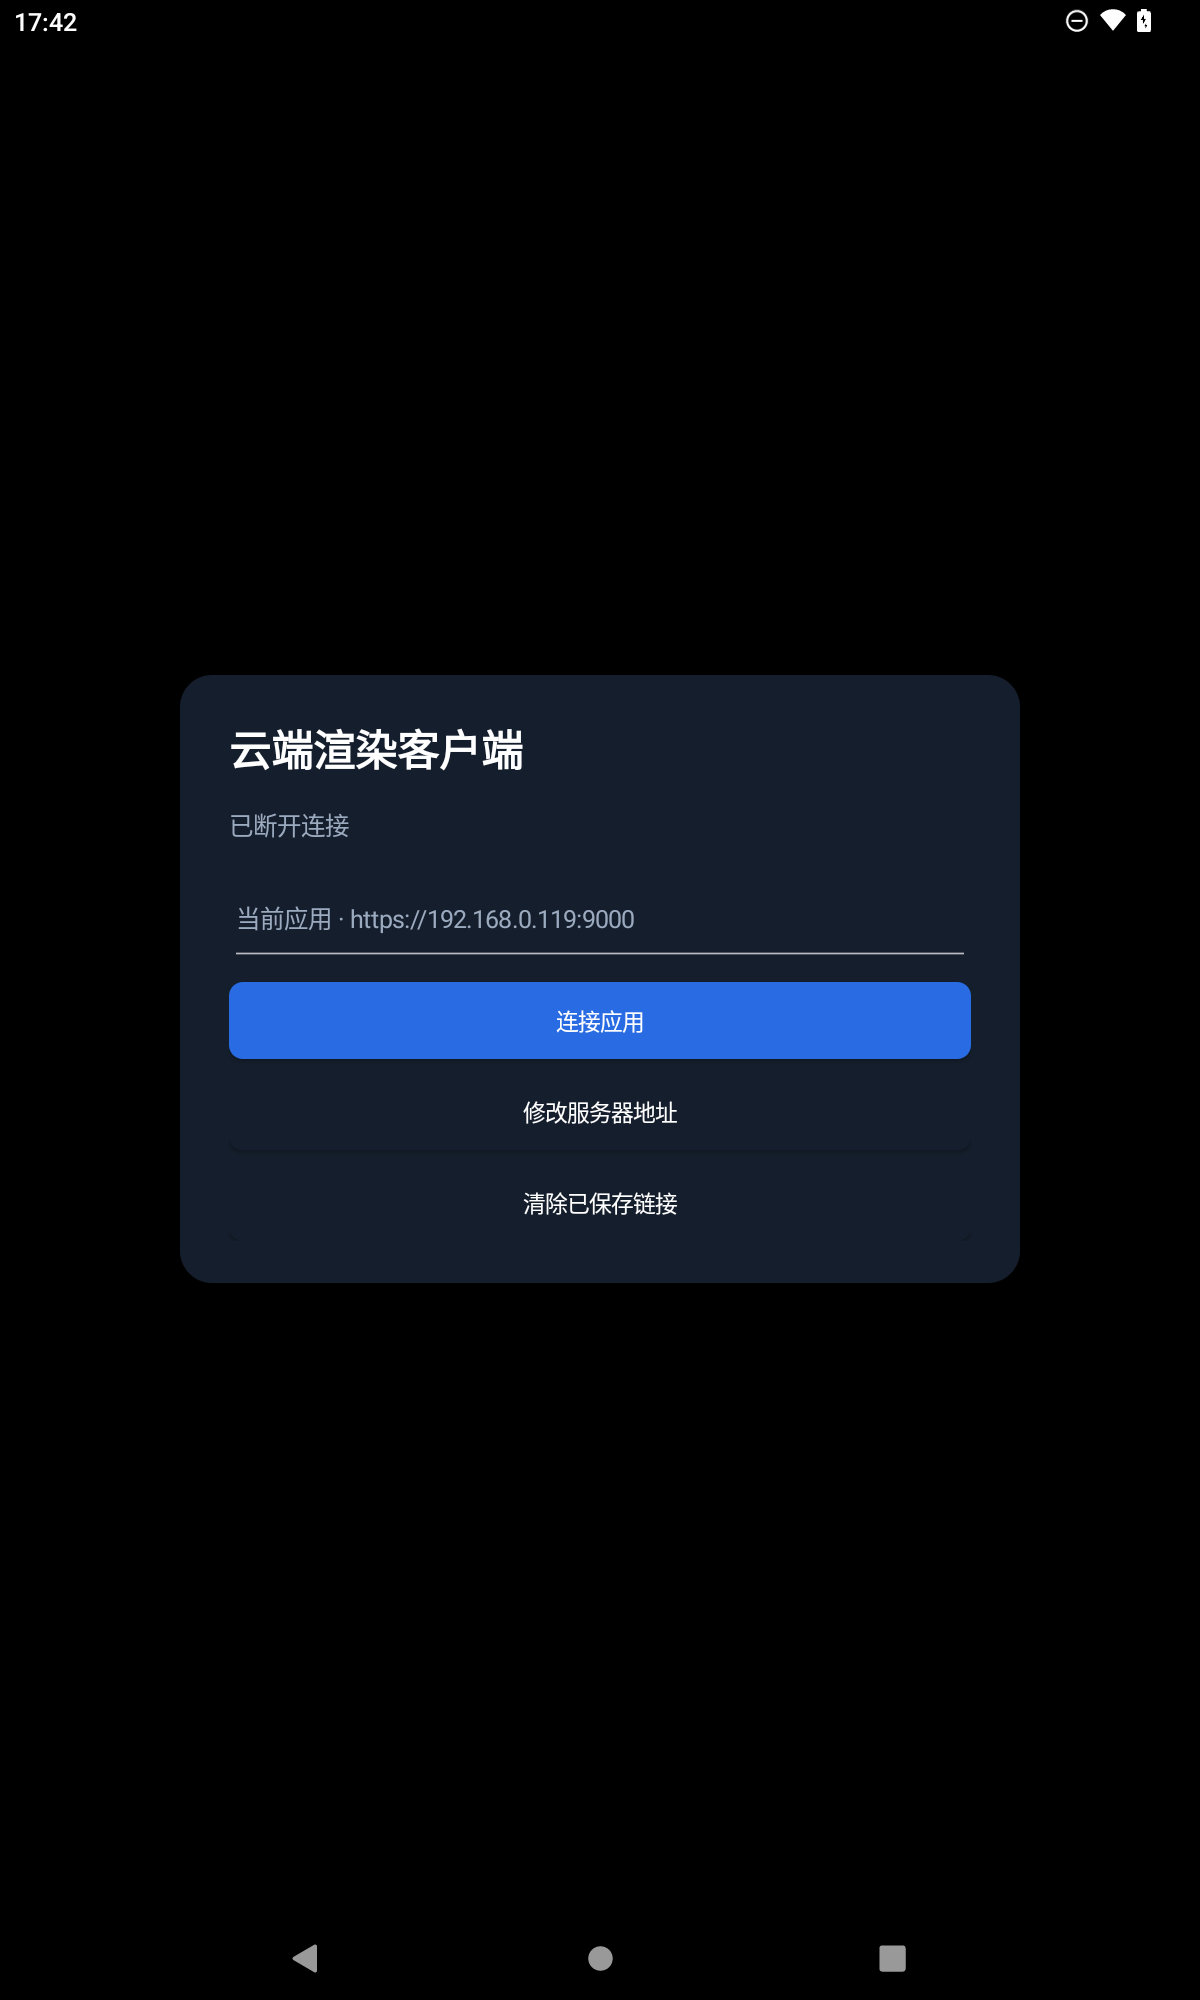 17:42
云端渲染客户端
已断开连接
当前应用 · https://192.168.0.119:9000
连接应用
修改服务器地址
清除已保存链接